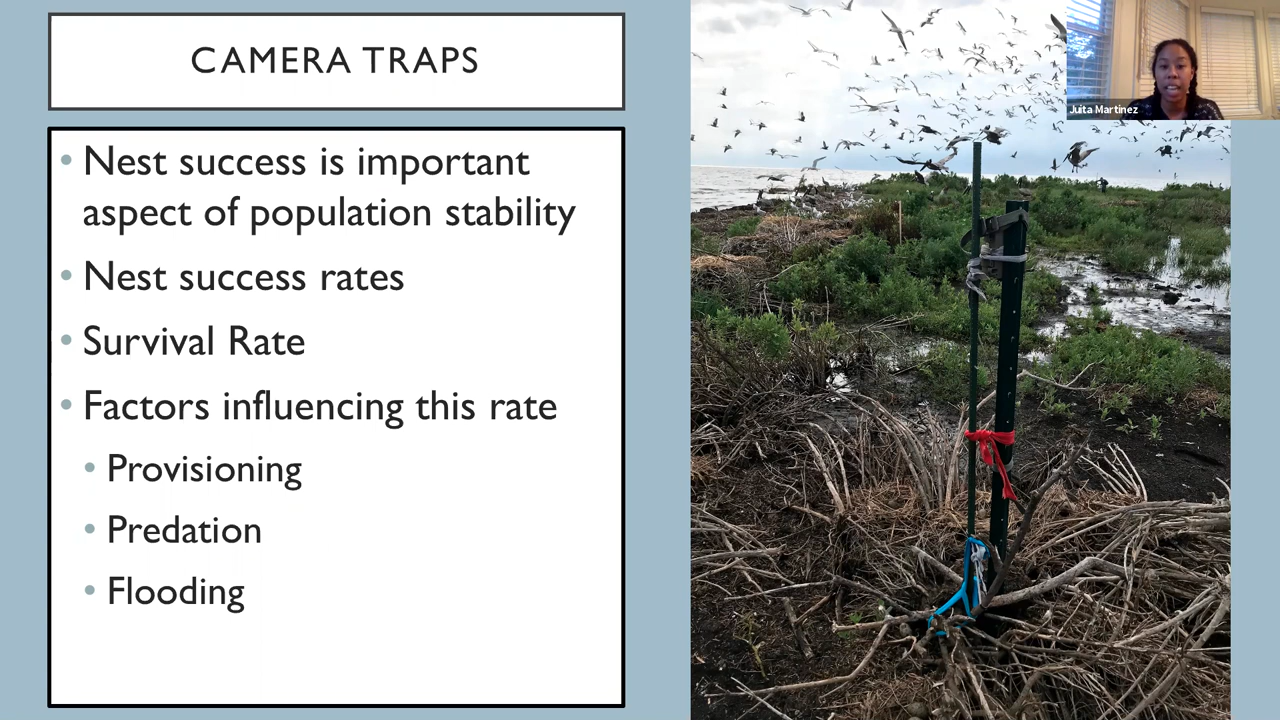 CAMERA TRAPS
Juita Martinez
• Nest success is important
aspect of population stability
• Nest success rates
• Survival Rate
• Factors influencing this rate
• Provisioning
• Predation
• Flooding